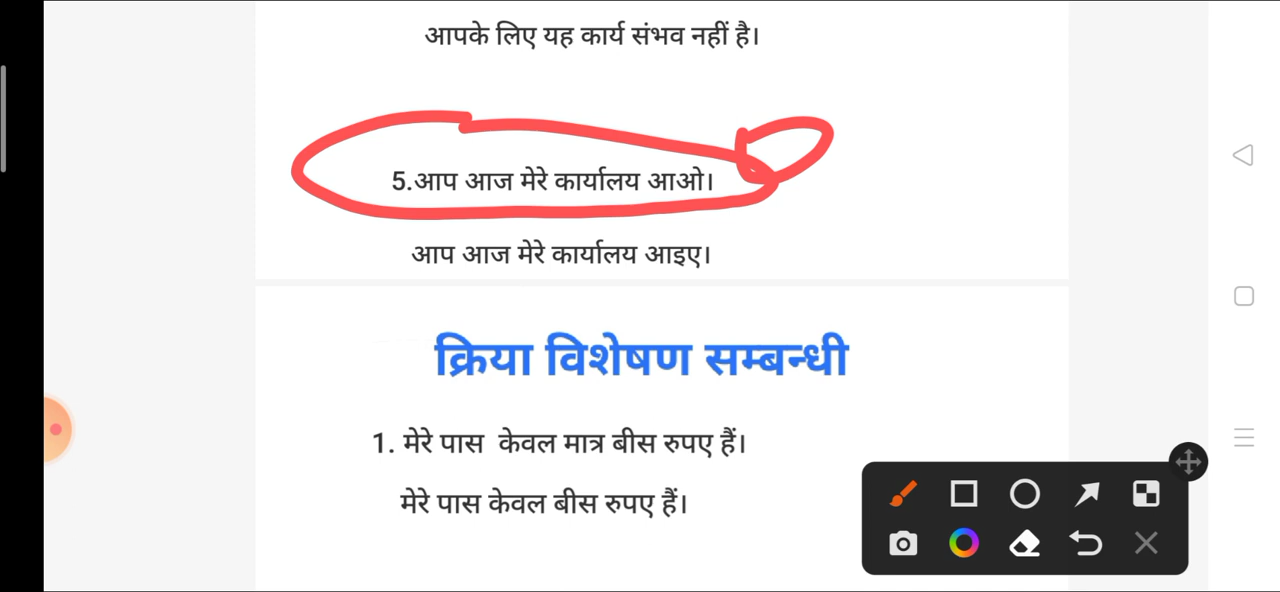 आपके लिए यह कार्य संभव नहीं है।
5.आप आज मेरे कार्यालय आओ।
आप आज मेरे कार्यालय आइए।
क्रिया विशेषण सम्बन्धी
1. मेरे पास केवल मात्र बीस रुपए हैं।
मेरे पास केवल बीस रुपए हैं।